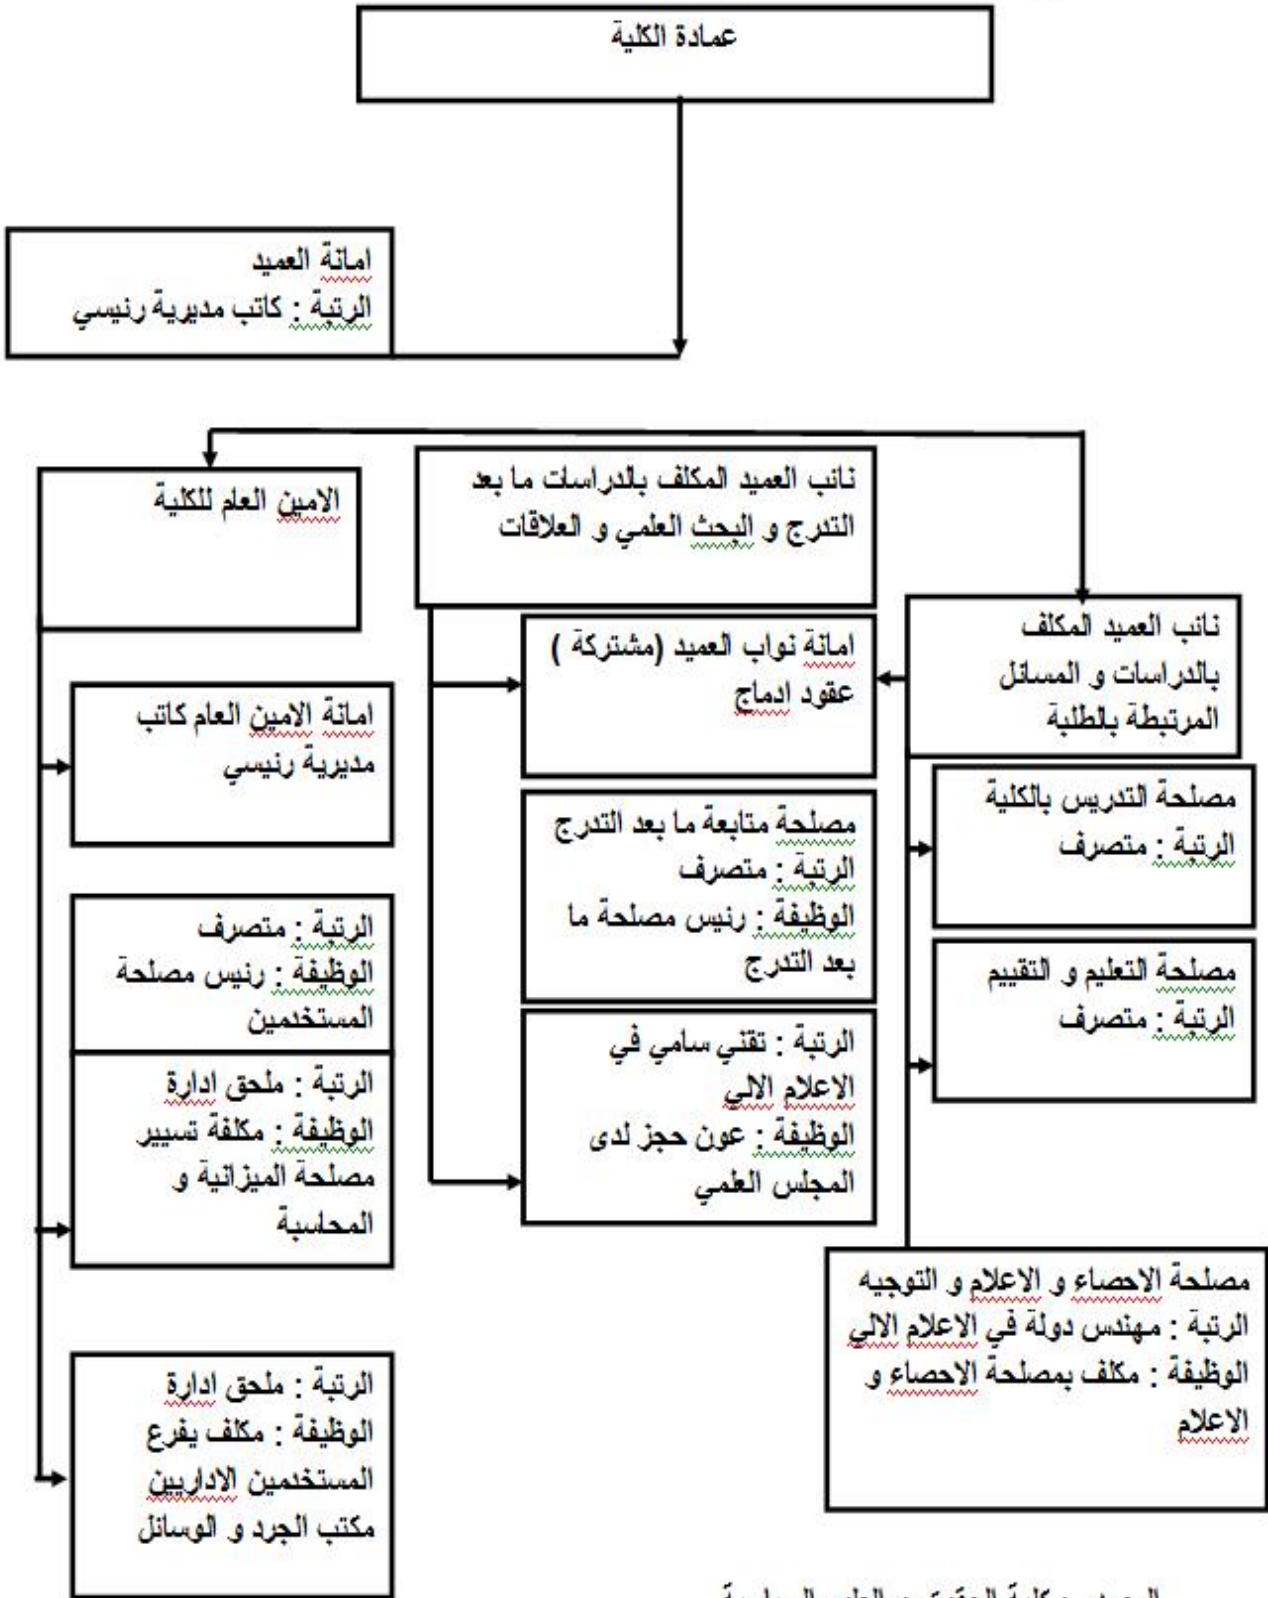 عمادة الكلية
امانة العميد
الرتبة : كاتب مديرية رئيسي
نائب العميد المكلف بالدراسات ما بعد
التدرج و البحث العلمي و العلاقات
الامين العام للكلية
نائب العميد المكلف
بالدراسات و المسائل
المرتبطة بالطلبة
امانة نواب العميد (مشتركة )
عقود ادماج
امانة الامين العام كاتب
مديرية رئيسي
مصلحة التدريس بالكلية
الرتبة : متصرف
مصلحة متابعة ما بعد التدرج
الرتبة : متصرف
الوظيفة : رئيس مصلحة ما
بعد التدرج
الرتبة : متصرف
الوظيفة : رئيس مصلحة
المستخدمين
مصلحة التعليم و التقييم
الرتبة : متصرف
الرتبة : تقني سامي في
الاعلام الالي
الوظيفة : عون حجز لدى
المجلس العلمي
الرتبة : ملحق ادارة
الوظيفة : مكلفة تسيير
مصلحة الميزانية و
المحاسبة
مصلحة الاحصاء و الاعلام و التوجيه
الرتبة : مهندس دولة في الاعلام الالي
الوظيفة : مكلف بمصلحة الاحصاء و
الاعلام
الرتبة : ملحق ادارة
الوظيفة : مكلف يفرع
المستخدمين الاداريين
مكتب الجرد و الوسائل